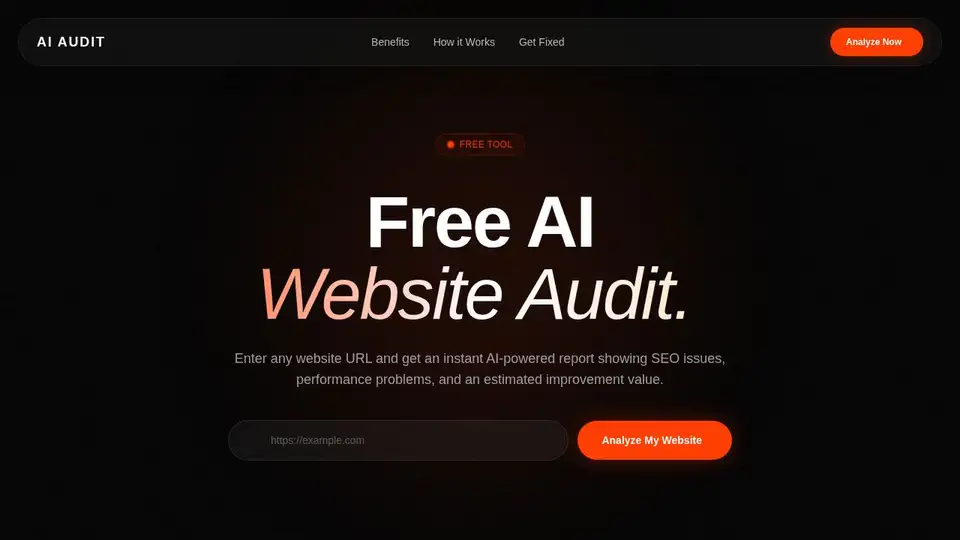 AI AUDIT
Benefits
How it Works
Get Fixed
Analyze Now
FREE TOOL
Free AI
Website Audit.
Enter any website URL and get an instant AI-powered report showing SEO issues,
performance problems, and an estimated improvement value.
https://example.com
Analyze My Website